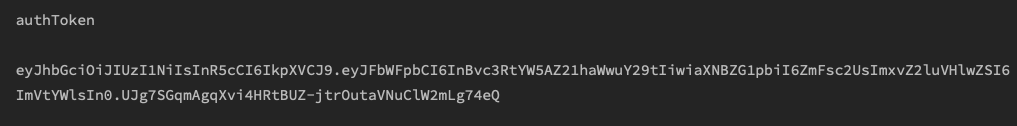 authToken
eyJhbGciOiJIUzI1NiIsInR5cCI6IkpXVCJ9.eyJFbWFpbCI6InBvc3RtYW5AZ21haWwuY29tIiwiaXNBZG1pbiI6ZmFsc2UsImxvZ2luVHlwZSI6
ImVtYWlsIn0.UJg7SGqmAgqXvi4HRtBUZ-jtrOutaVNuClW2mLg74eQ